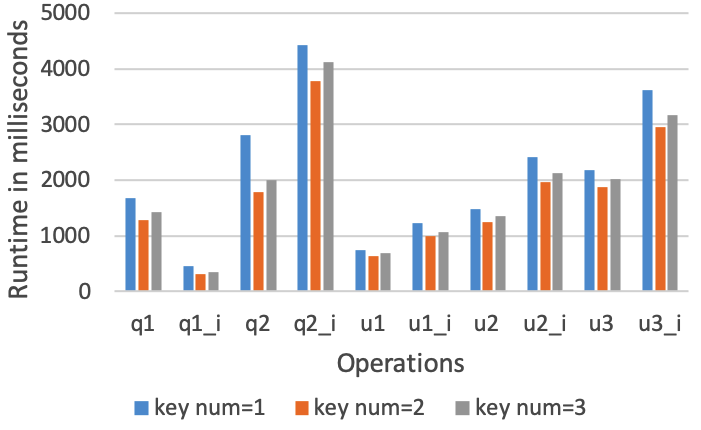 Runtime in milliseconds
5000
4000
3000
2000
1000
0
q1 q1_i q2 q2_i u1 u1_i u2 u2_i u3 u3_i
Operations
key num=1 key num=2 key num=3